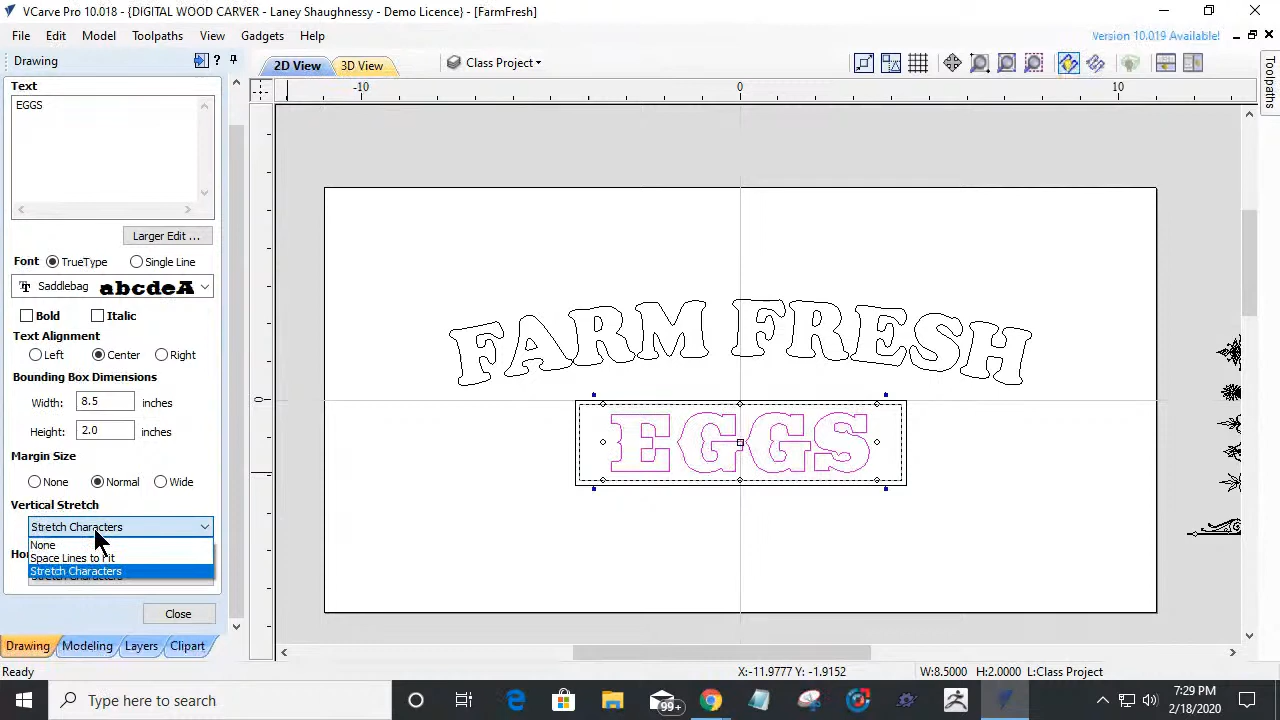 VCarve Pro 10.018 - {DIGITAL WOOD CARVER - Laney Shaughnessy - Demo Licence} - [FarmFresh]
File Edit Model Toolpaths View Gadgets Help
Version 10.019 Available!
Drawing
2D View
3D View
Class Project
Toolpaths
-10 0 10
Text
EGGS
Larger Edit ...
Font TrueType Single Line
Saddlebag abcdeA
Bold Italic
Text Alignment
Left Center Right
Bounding Box Dimensions
Width: 8.5 inches
Height: 2.0 inches
Margin Size
None Normal Wide
Vertical Stretch
Stretch Characters
None
Space Lines to Fit
Stretch Characters
Close
FARM FRESH
EGGS
0
Drawing Modeling Layers Clipart
Ready
X:-11.9777 Y: -1.9152
W:8.5000 H:2.0000 L:Class Project
Type here to search
99+
7:29 PM
2/18/2020